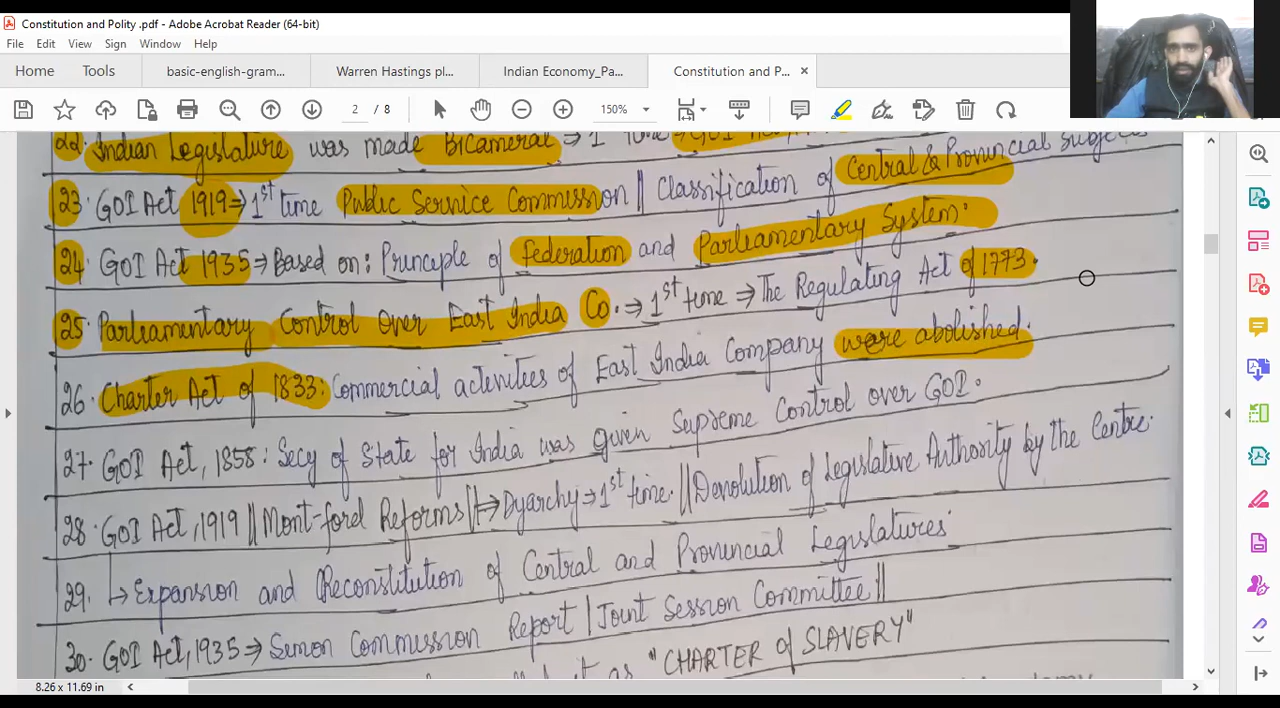 Constitution and Polity .pdf - Adobe Acrobat Reader (64-bit)
File Edit View Sign Window Help
Home Tools basic-english-gram... Warren Hastings pl... Indian Economy_Pa... Constitution and P... ×
2 / 8 150%
22. Indian Legislature was made Bicameral ⇒ 1 time ⇒ GOI
23. GOI Act 1919 ⇒ 1st time Public Service Commission || Classification of Central & Provincial Subjects
24. GOI Act 1935 ⇒ Based on: Principle of Federation and Parliamentary System.
25. Parliamentary Control over East India Co. ⇒ 1st time ⇒ The Regulating Act of 1773.
26. Charter Act of 1833: Commercial activitees of East India Company were abolished.
27. GOI Act, 1858: Secy of State for India was given Supreme Control over GOI.
28. GOI Act, 1919 || Mont-ford Reforms || ⇒ Dyarchy ⇒ 1st time. || Devolution of Legislative Authority by the Centre.
29. ↳ Expansion and Reconstitution of Central and Provincial Legislatures
30. GOI Act, 1935 ⇒ Simon Commission Report | Joint Session Committee ||
it as "CHARTER of SLAVERY"
8.26 x 11.69 in